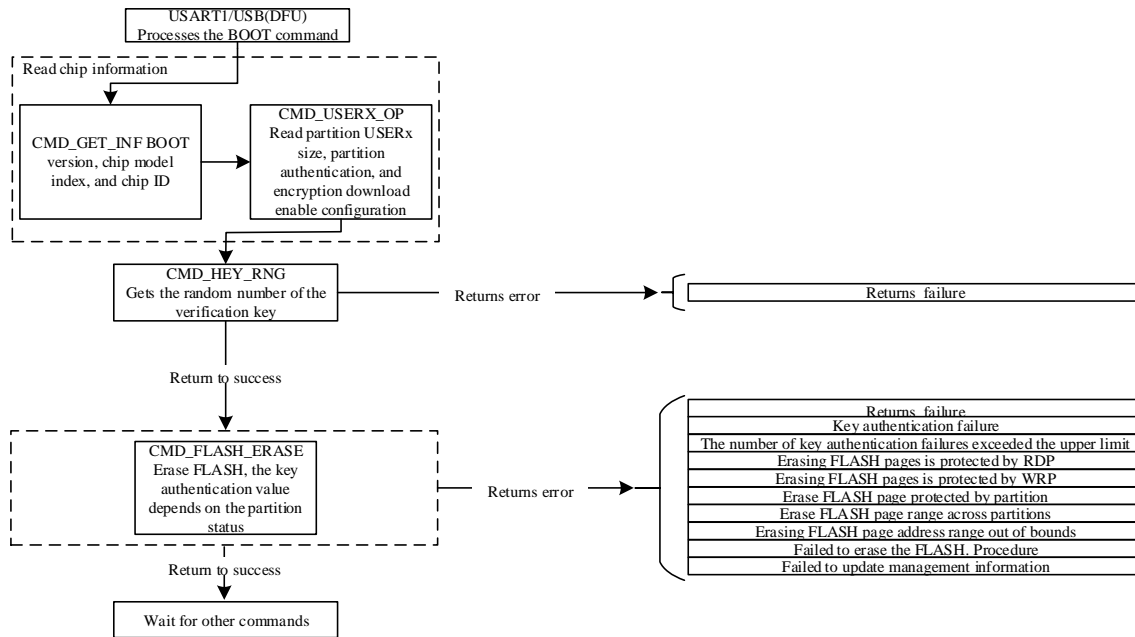 USART1/USB(DFU)
Processes the BOOT command
Read chip information
CMD_GET_INF BOOT
version, chip model
index, and chip ID
CMD_USERX_OP
Read partition USERx
size, partition
authentication, and
encryption download
enable configuration
CMD_HEY_RNG
Gets the random number of the
verification key
Returns error
Returns failure
Return to success
CMD_FLASH_ERASE
Erase FLASH, the key
authentication value
depends on the partition
status
Returns error
Returns failure
Key authentication failure
The number of key authentication failures exceeded the upper limit
Erasing FLASH pages is protected by RDP
Erasing FLASH pages is protected by WRP
Erase FLASH page protected by partition
Erase FLASH page range across partitions
Erasing FLASH page address range out of bounds
Failed to erase the FLASH. Procedure
Failed to update management information
Return to success
Wait for other commands